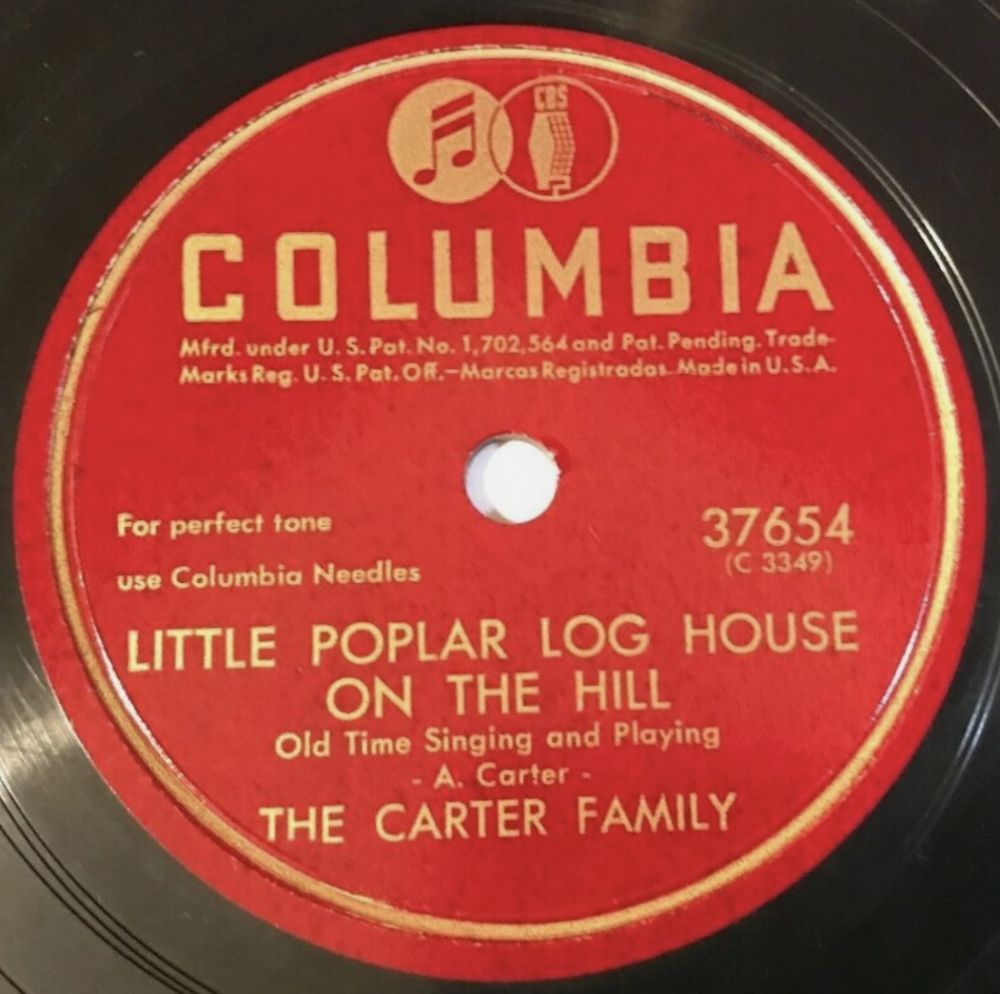 CBS
COLUMBIA
Mfrd. under U.S. Pat. No. 1,702,564 and Pat. Pending. Trade-
Marks Reg. U.S. Pat. Off.—Marcas Registradas Made in U.S.A.
For perfect tone
use Columbia Needles
37654
(C 3349)
LITTLE POPLAR LOG HOUSE
ON THE HILL
Old Time Singing and Playing
- A. Carter -
THE CARTER FAMILY